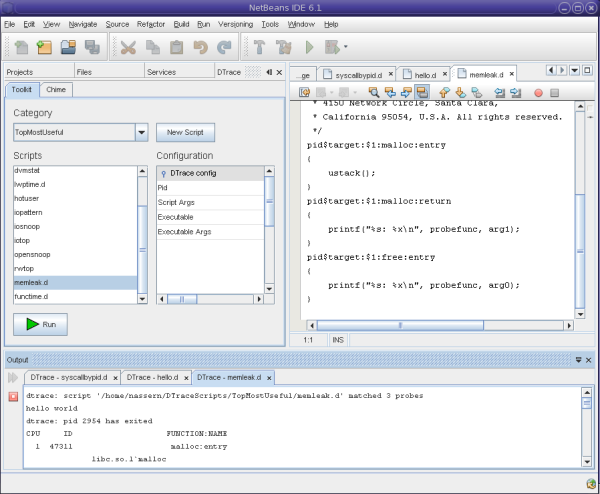 NetBeans IDE 6.1
File Edit View Navigate Source Refactor Build Run Versioning Tools Window Help
Projects Files Services DTrace
Toolkit Chime
Category
TopMostUseful
New Script
Scripts
Configuration
dvmstat
lwptime.d
hotuser
iopattern
iosnoop
iotop
opensnoop
rwtop
memleak.d
functime.d
DTrace config
Pid
Script Args
Executable
Executable Args
Run
...ge syscallbypid.d hello.d memleak.d
* 4150 Network Circle, Santa Clara,
* California 95054, U.S.A. All rights reserved.
*/
pid$target:$1:malloc:entry
{
ustack();
}
pid$target:$1:malloc:return
{
printf("%s: %x\n", probefunc, arg1);
}
pid$target:$1:free:entry
{
printf("%s: %x\n", probefunc, arg0);
}
1:1 INS
Output
DTrace - syscallbypid.d DTrace - hello.d DTrace - memleak.d
dtrace: script '/home/nassern/DTraceScripts/TopMostUseful/memleak.d' matched 3 probes
hello world
dtrace: pid 2954 has exited
CPU ID FUNCTION:NAME
1 47311 malloc:entry
libc.so.1`malloc